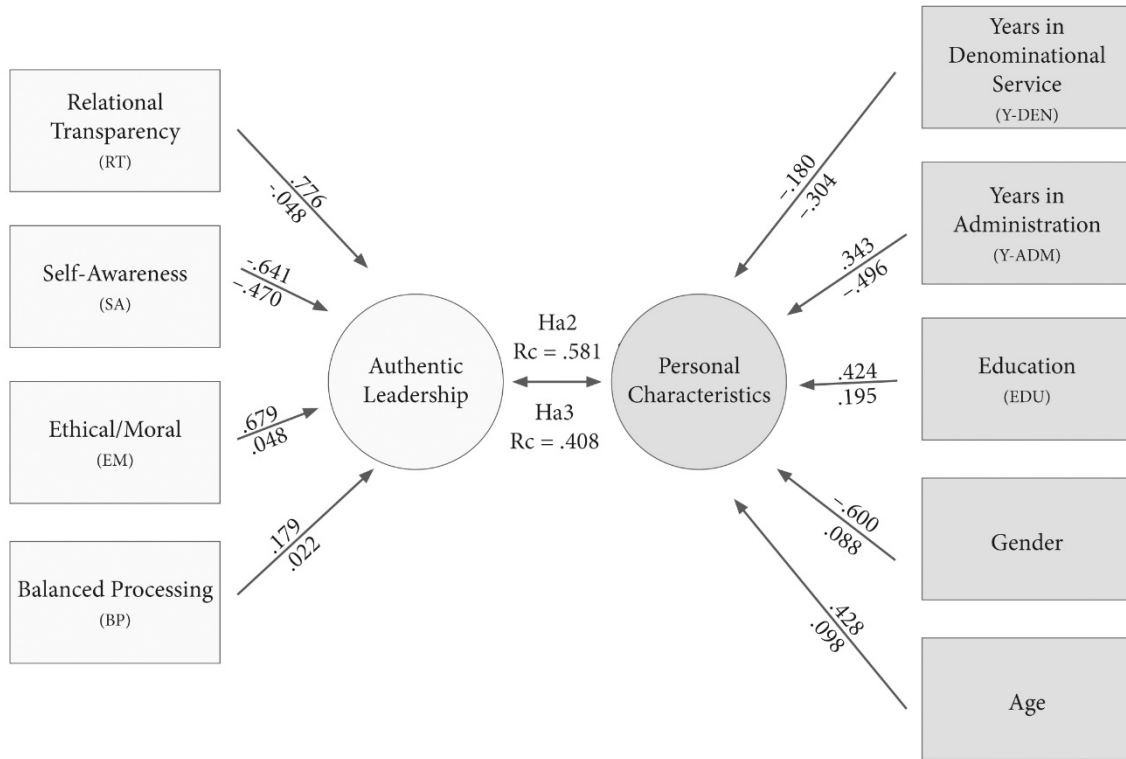 Relational
Transparency
(RT)
.776
-.048
Self-Awareness
(SA)
-.641
-.470
Ethical/Moral
(EM)
.679
.048
Balanced Processing
(BP)
.179
.022
Authentic
Leadership
Ha2
Rc = .581
Ha3
Rc = .408
Personal
Characteristics
Years in
Denominational
Service
(Y-DEN)
-.180
-.304
Years in
Administration
(Y-ADM)
.343
-.496
Education
(EDU)
.424
.195
Gender
-.600
.088
Age
.428
.098